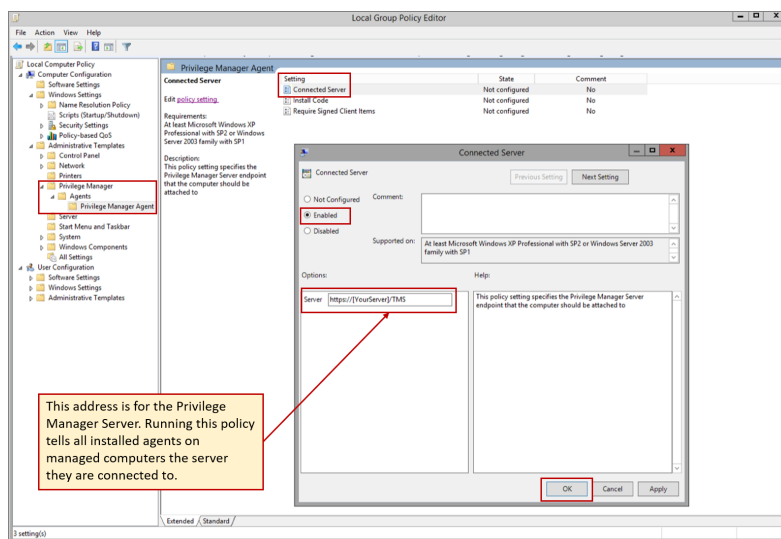 Local Group Policy Editor
File Action View Help
Local Computer Policy
Computer Configuration
Software Settings
Windows Settings
Name Resolution Policy
Scripts (Startup/Shutdown)
Security Settings
Policy-based QoS
Administrative Templates
Control Panel
Network
Printers
Privilege Manager
Agents
Privilege Manager Agent
Server
Start Menu and Taskbar
System
Windows Components
All Settings
User Configuration
Software Settings
Windows Settings
Administrative Templates
Privilege Manager Agent
Connected Server
Edit policy setting
Requirements:
At least Microsoft Windows XP
Professional with SP2 or Windows
Server 2003 family with SP1
Description:
This policy setting specifies the
Privilege Manager Server endpoint
that the computer should be
attached to
Setting State Comment
Connected Server Not configured No
Install Code Not configured No
Require Signed Client Items Not configured No
Connected Server
Connected Server
Previous Setting Next Setting
Not Configured Comment:
Enabled
Disabled
Supported on:
At least Microsoft Windows XP Professional with SP2 or Windows Server 2003
family with SP1
Options: Help:
Server https://[YourServer]/TMS
This policy setting specifies the Privilege Manager Server
endpoint that the computer should be attached to
OK Cancel Apply
This address is for the Privilege
Manager Server. Running this policy
tells all installed agents on
managed computers the server
they are connected to.
Extended Standard
3 setting(s)